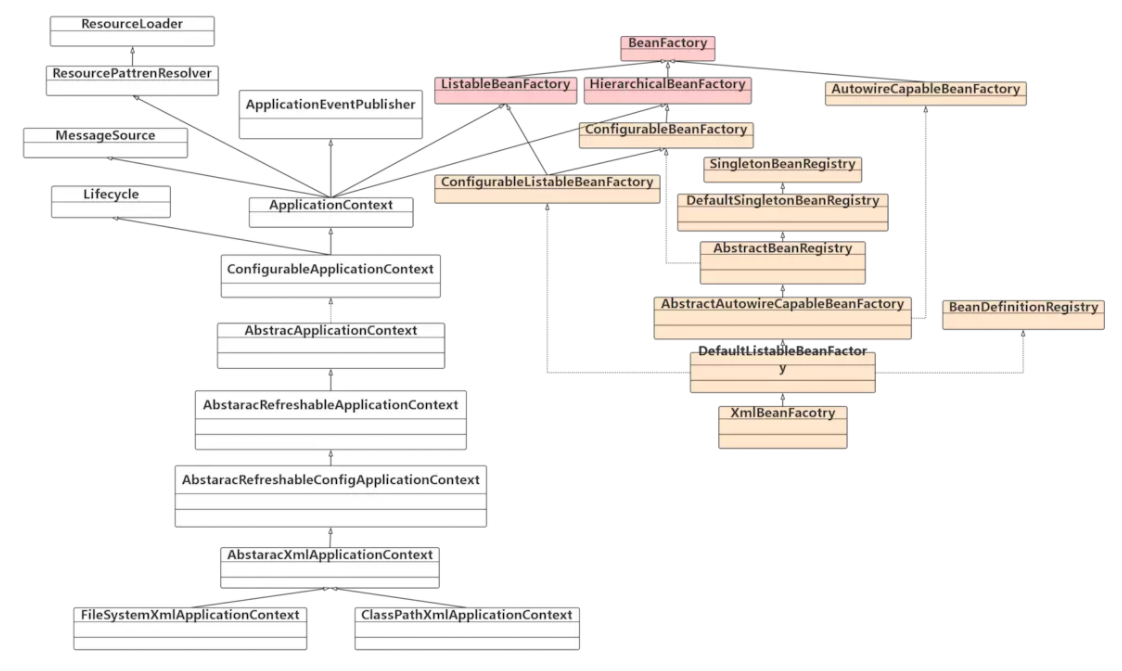 ResourceLoader
ResourcePattrenResolver
ApplicationEventPublisher
MessageSource
Lifecycle
ApplicationContext
ConfigurableApplicationContext
AbstracApplicationContext
AbstaracRefreshableApplicationContext
AbstaracRefreshableConfigApplicationContext
AbstaracXmlApplicationContext
FileSystemXmlApplicationContext
ClassPathXmlApplicationContext
BeanFactory
ListableBeanFactory
HierarchicalBeanFactory
AutowireCapableBeanFactory
ConfigurableBeanFactory
ConfigurableListableBeanFactory
SingletonBeanRegistry
DefaultSingletonBeanRegistry
AbstractBeanRegistry
AbstractAutowireCapableBeanFactory
BeanDefinitionRegistry
DefaultListableBeanFactor
y
XmlBeanFacotry